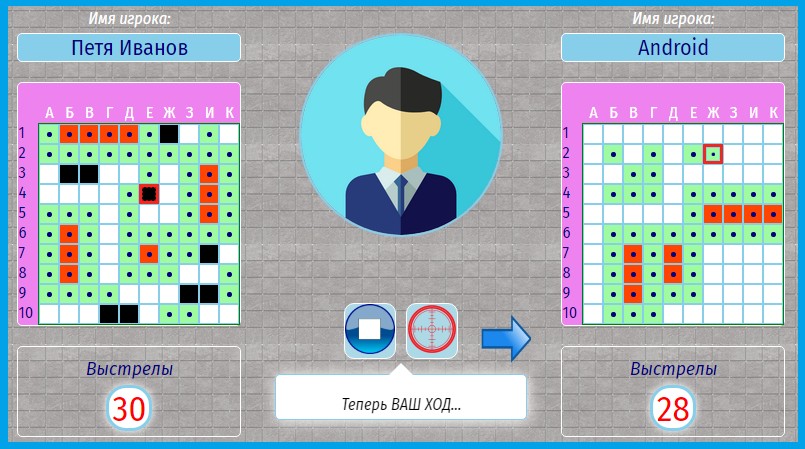 Имя игрока:
Петя Иванов
А Б В Г Д Е Ж З И К
1
2
3
4
5
6
7
8
9
10
Выстрелы
30
Теперь ВАШ ХОД...
Имя игрока:
Android
А Б В Г Д Е Ж З И К
1
2
3
4
5
6
7
8
9
10
Выстрелы
28